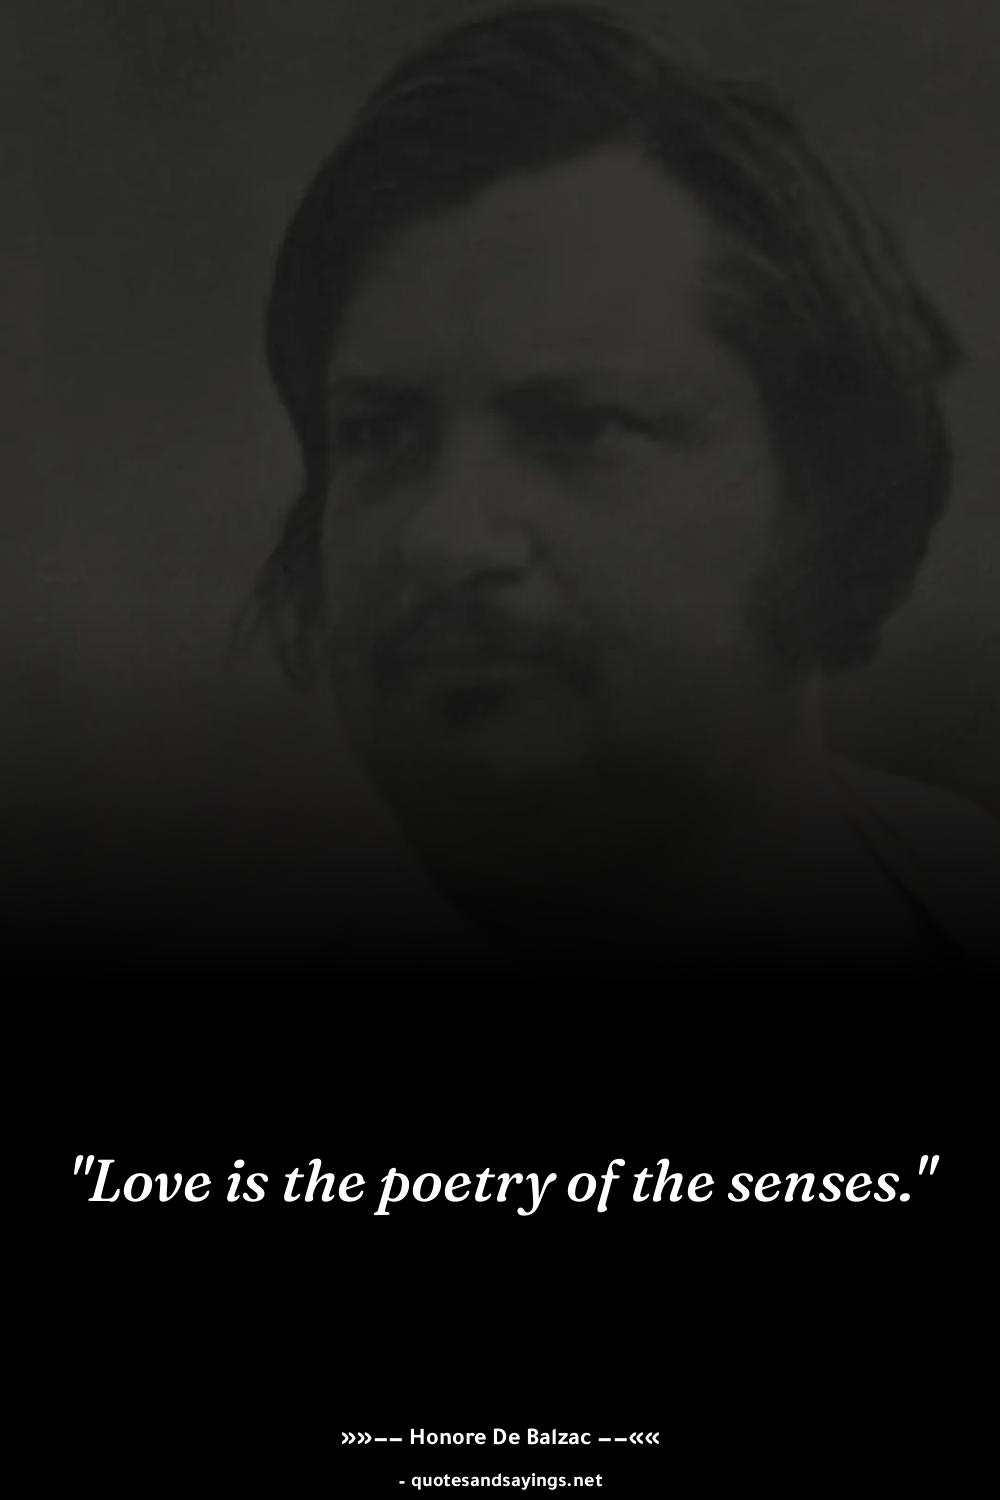 "Love is the poetry of the senses."
»»–– Honore De Balzac ––««
- quotesandsayings.net